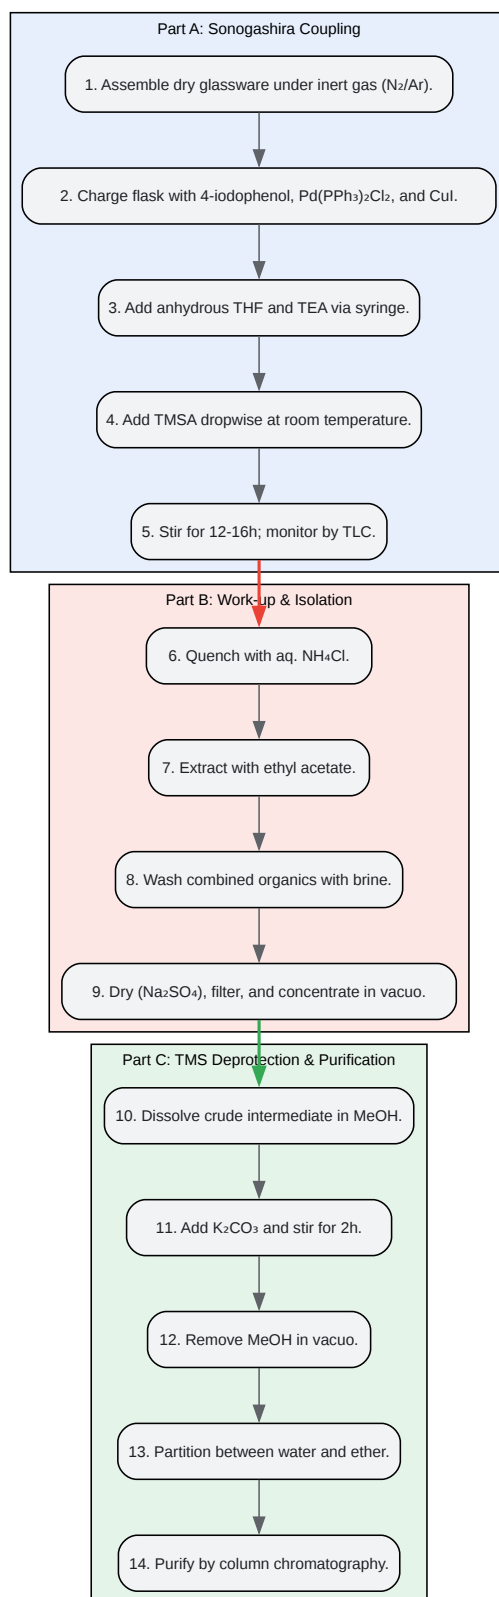 Part A: Sonogashira Coupling
1. Assemble dry glassware under inert gas (N₂/Ar).
2. Charge flask with 4-iodophenol, Pd(PPh₃)₂Cl₂, and CuI.
3. Add anhydrous THF and TEA via syringe.
4. Add TMSA dropwise at room temperature.
5. Stir for 12-16h; monitor by TLC.
Part B: Work-up & Isolation
6. Quench with aq. NH₄Cl.
7. Extract with ethyl acetate.
8. Wash combined organics with brine.
9. Dry (Na₂SO₄), filter, and concentrate in vacuo.
Part C: TMS Deprotection & Purification
10. Dissolve crude intermediate in MeOH.
11. Add K₂CO₃ and stir for 2h.
12. Remove MeOH in vacuo.
13. Partition between water and ether.
14. Purify by column chromatography.